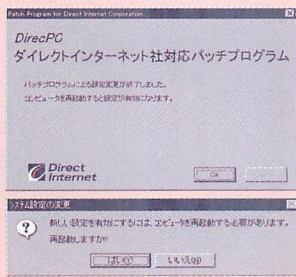 Patch Program for Direct Internet Corporation
DirecPC
ダイレクトインターネット社対応パッチプログラム
パッチプログラムによる設定変更が終了しました。
コンピュータを再起動すると設定が有効になります。
Direct
Internet
OK
システム設定の変更
新しい設定を有効にするには、コンピュータを再起動する必要があります。
再起動しますか?
はい(Y)
いいえ(N)